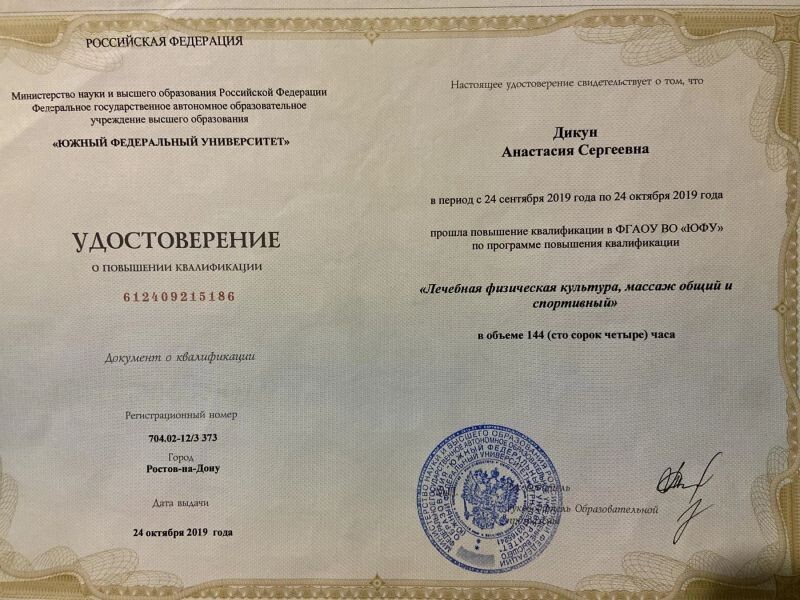 РОССИЙСКАЯ ФЕДЕРАЦИЯ
Министерство науки и высшего образования Российской Федерации
Федеральное государственное автономное образовательное
учреждение высшего образования
«ЮЖНЫЙ ФЕДЕРАЛЬНЫЙ УНИВЕРСИТЕТ»
УДОСТОВЕРЕНИЕ
О ПОВЫШЕНИИ КВАЛИФИКАЦИИ
612409215186
Документ о квалификации
Регистрационный номер
704.02-12/3 373
Город
Ростов-на-Дону
Дата выдачи
24 октября 2019 года
Настоящее удостоверение свидетельствует о том, что
Дикун
Анастасия Сергеевна
в период с 24 сентября 2019 года по 24 октября 2019 года
прошла повышение квалификации в ФГАОУ ВО «ЮФУ»
по программе повышения квалификации
«Лечебная физическая культура, массаж общий и
спортивный»
в объеме 144 (сто сорок четыре) часа
Образовательной